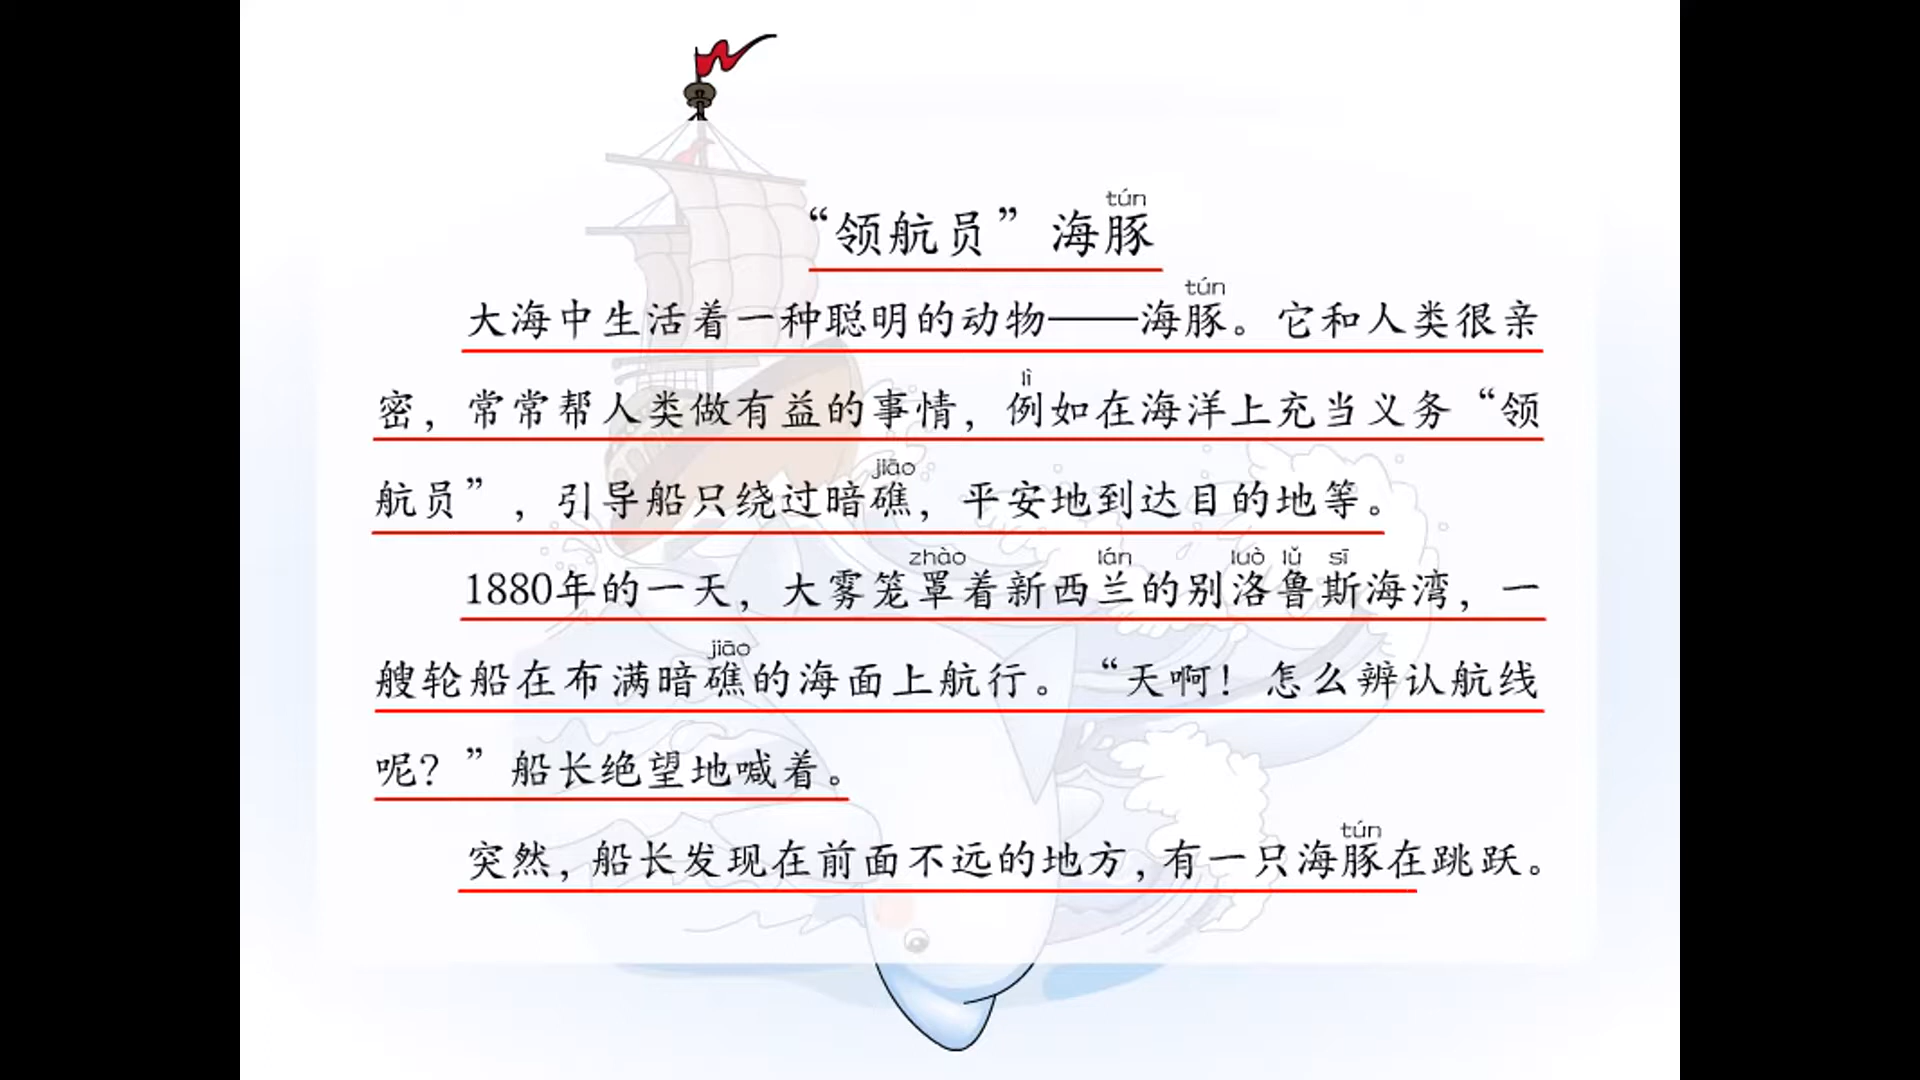 tún
“领航员”海豚
tún
大海中生活着一种聪明的动物——海豚。它和人类很亲
lì
密，常常帮人类做有益的事情，例如在海洋上充当义务“领
jiāo
航员”，引导船只绕过暗礁，平安地到达目的地等。
zhào lán luò lǔ sī
1880年的一天，大雾笼罩着新西兰的别洛鲁斯海湾，一
jiāo
艘轮船在布满暗礁的海面上航行。“天啊！怎么辨认航线
呢？”船长绝望地喊着。
tún
突然，船长发现在前面不远的地方，有一只海豚在跳跃。